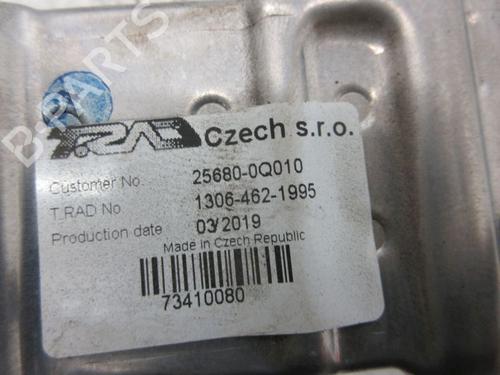 T.RAD Czech s.r.o.
Customer No. 25680-0Q010
T.RAD No 1306-462-1995
Production date 03/2019
Made in Czech Republic
73410080
B-PARTS